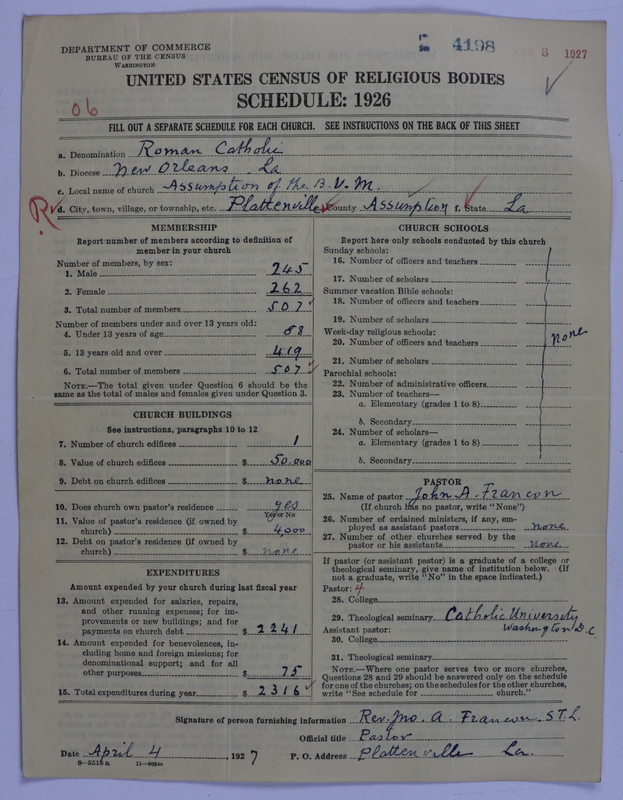 DEPARTMENT OF COMMERCE
BUREAU OF THE CENSUS
WASHINGTON
4198
3 1927
UNITED STATES CENSUS OF RELIGIOUS BODIES
SCHEDULE: 1926
06
FILL OUT A SEPARATE SCHEDULE FOR EACH CHURCH. SEE INSTRUCTIONS ON THE BACK OF THIS SHEET
a. Denomination Roman Catholic
b. Diocese New Orleans La
c. Local name of church Assumption of the B. V. M.
R d. City, town, village, or township, etc. Plattenville County Assumption f. State La
MEMBERSHIP
Report number of members according to definition of
member in your church
Number of members, by sex:
1. Male 245
2. Female 262
3. Total number of members 507
Number of members under and over 13 years old:
4. Under 13 years of age 88
5. 13 years old and over 419
6. Total number of members 507
NOTE.—The total given under Question 6 should be the
same as the total of males and females given under Question 3.
CHURCH BUILDINGS
See instructions, paragraphs 10 to 12
7. Number of church edifices 1
8. Value of church edifices $ 50.000
9. Debt on church edifices $ none
10. Does church own pastor's residence yes
Yes or No
11. Value of pastor's residence (if owned by
church) $ 4,000
12. Debt on pastor's residence (if owned by
church) $ none
EXPENDITURES
Amount expended by your church during last fiscal year
13. Amount expended for salaries, repairs,
and other running expenses; for im-
provements or new buildings; and for
payments on church debt $ 2241
14. Amount expended for benevolences, in-
cluding home and foreign missions; for
denominational support; and for all
other purposes $ 75
15. Total expenditures during year $ 2316
CHURCH SCHOOLS
Report here only schools conducted by this church
Sunday schools:
16. Number of officers and teachers
17. Number of scholars
Summer vacation Bible schools:
18. Number of officers and teachers
19. Number of scholars
Week-day religious schools:
20. Number of officers and teachers none
21. Number of scholars
Parochial schools:
22. Number of administrative officers
23. Number of teachers—
a. Elementary (grades 1 to 8)
b. Secondary
24. Number of scholars—
a. Elementary (grades 1 to 8)
b. Secondary
PASTOR
25. Name of pastor John A. Francon
(If church has no pastor, write "None")
26. Number of ordained ministers, if any, em-
ployed as assistant pastors none
27. Number of other churches served by the
pastor or his assistants none
If pastor (or assistant pastor) is a graduate of a college or
theological seminary, give name of institution below. (If
not a graduate, write "No" in the space indicated.)
Pastor: 4
28. College
29. Theological seminary Catholic University
Assistant pastor: Washington D.C
30. College
31. Theological seminary
NOTE.—Where one pastor serves two or more churches,
Questions 28 and 29 should be answered only on the schedule
for one of the churches; on the schedules for the other churches,
write "See schedule for church."
Signature of person furnishing information Rev. Jno. A Francon. S.T.L.
Official title Pastor
Date April 4, 1927 P. O. Address Plattenville La.
8—5518a 11—9024a